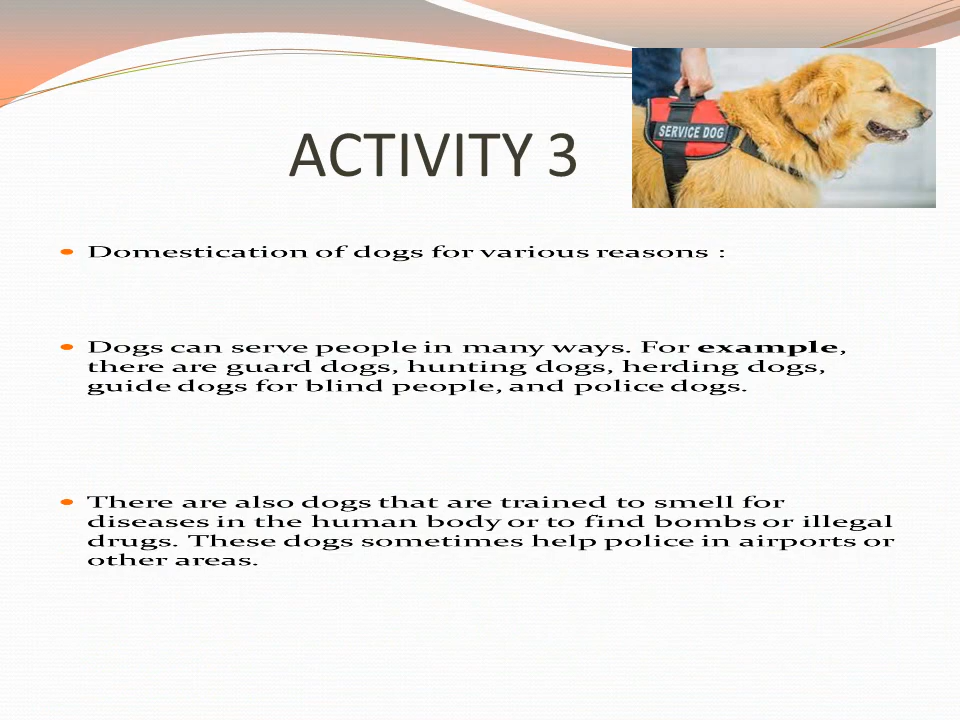 SERVICE DOG
ACTIVITY 3
Domestication of dogs for various reasons :
Dogs can serve people in many ways. For example,
there are guard dogs, hunting dogs, herding dogs,
guide dogs for blind people, and police dogs.
There are also dogs that are trained to smell for
diseases in the human body or to find bombs or illegal
drugs. These dogs sometimes help police in airports or
other areas.